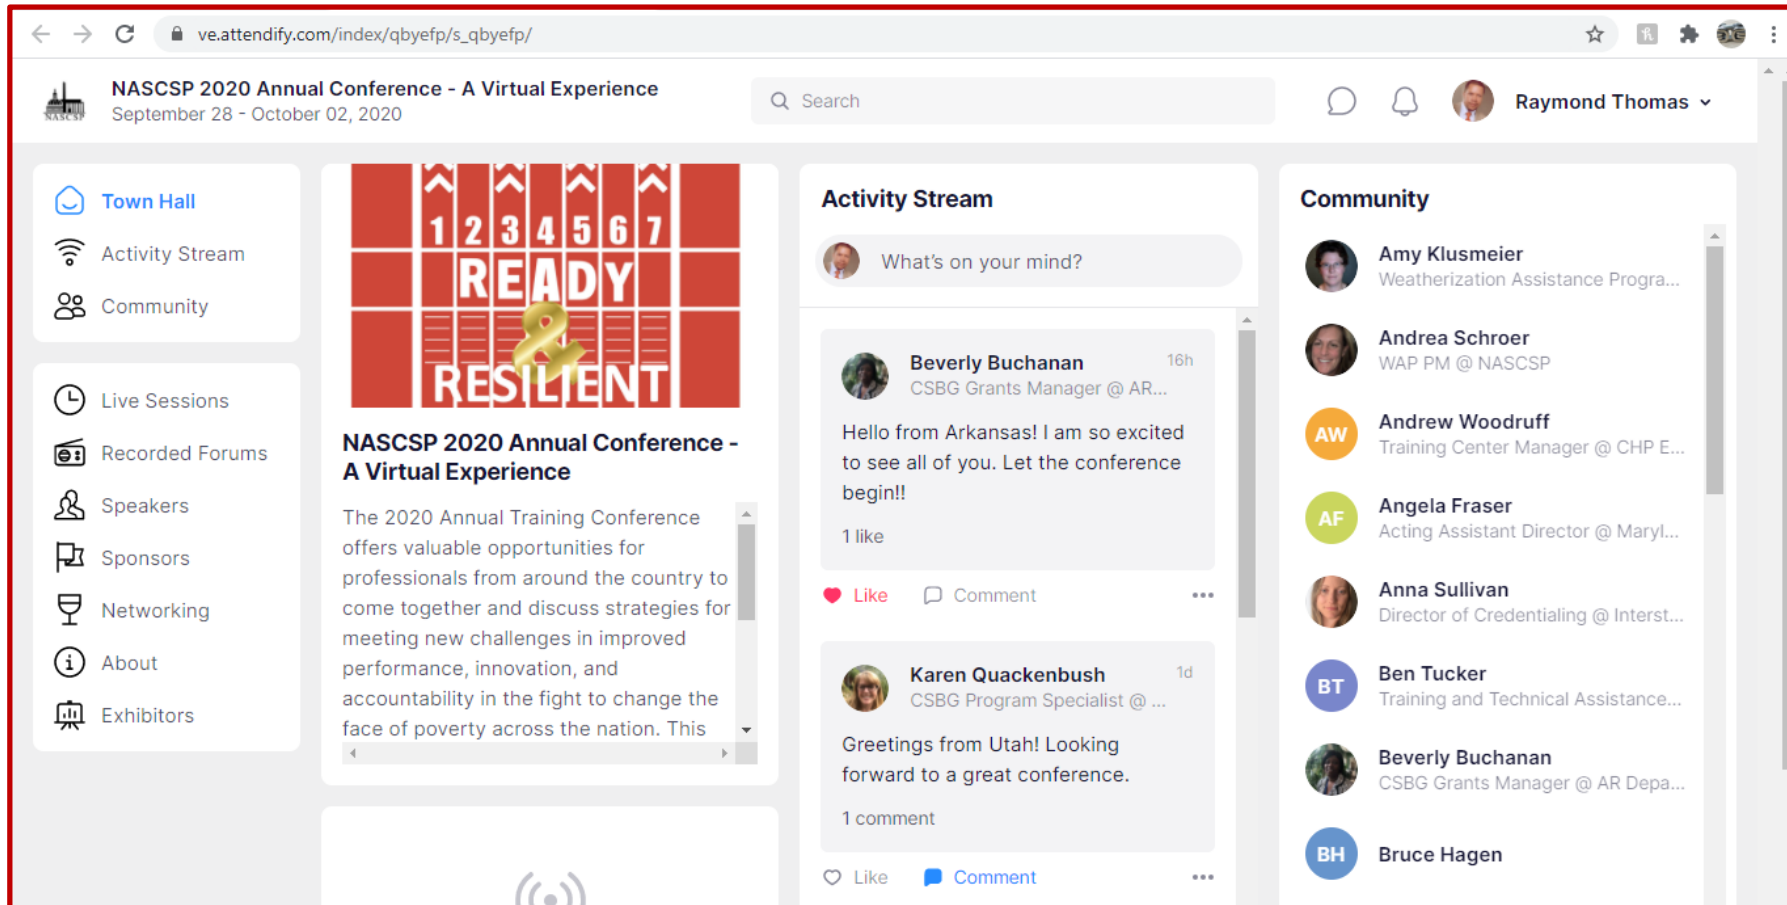 ve.attendify.com/index/qbyefp/s_qbyefp/
NASCSP
NASCSP 2020 Annual Conference - A Virtual Experience
September 28 - October 02, 2020
Search
Raymond Thomas
Town Hall
Activity Stream
Community
Live Sessions
Recorded Forums
Speakers
Sponsors
Networking
About
Exhibitors
1 2 3 4 5 6 7
READY
&
RESILIENT
NASCSP 2020 Annual Conference -
A Virtual Experience
The 2020 Annual Training Conference
offers valuable opportunities for
professionals from around the country to
come together and discuss strategies for
meeting new challenges in improved
performance, innovation, and
accountability in the fight to change the
face of poverty across the nation. This
Activity Stream
What's on your mind?
Beverly Buchanan 16h
CSBG Grants Manager @ AR...
Hello from Arkansas! I am so excited
to see all of you. Let the conference
begin!!
1 like
Like Comment
Karen Quackenbush 1d
CSBG Program Specialist @ ...
Greetings from Utah! Looking
forward to a great conference.
1 comment
Like Comment
Community
Amy Klusmeier
Weatherization Assistance Progra...
Andrea Schroer
WAP PM @ NASCSP
AW
Andrew Woodruff
Training Center Manager @ CHP E...
AF
Angela Fraser
Acting Assistant Director @ Maryl...
Anna Sullivan
Director of Credentialing @ Interst...
BT
Ben Tucker
Training and Technical Assistance...
Beverly Buchanan
CSBG Grants Manager @ AR Depa...
BH
Bruce Hagen